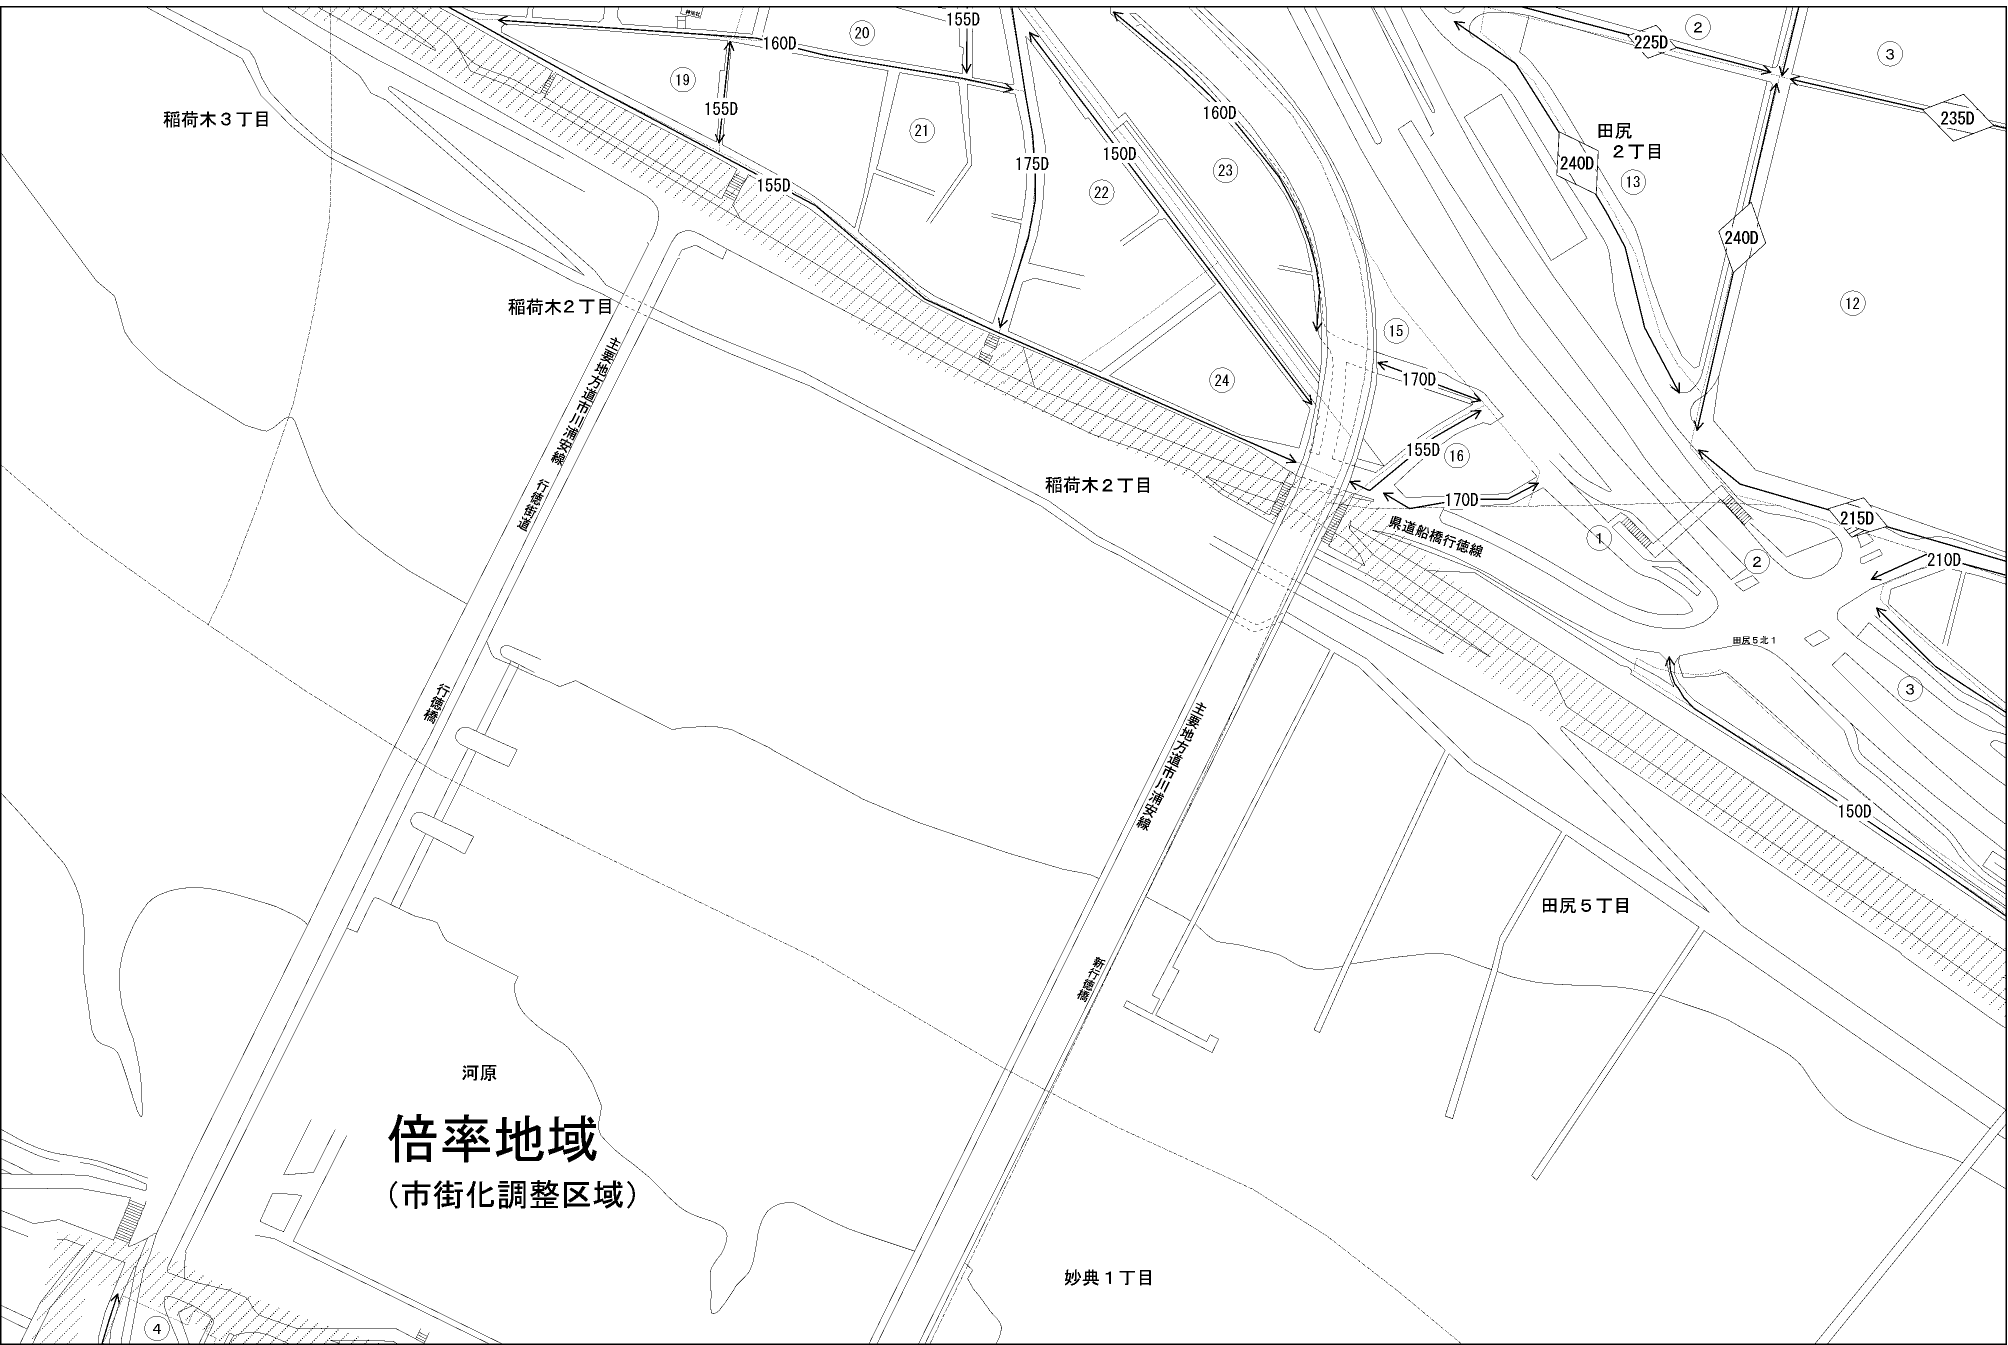 155D
20
160D
19
155D
稲荷木３丁目
21
175D
150D
160D
23
22
155D
225D
2
3
235D
田尻
２丁目
240D
13
240D
12
稲荷木２丁目
主要地方道市川浦安線
行徳街道
15
170D
24
155D
16
170D
稲荷木２丁目
県道船橋行徳線
1
2
215D
210D
田尻５北１
3
行徳橋
主要地方道市川浦安線
150D
田尻５丁目
新行徳橋
河原
倍率地域
（市街化調整区域）
妙典１丁目
4